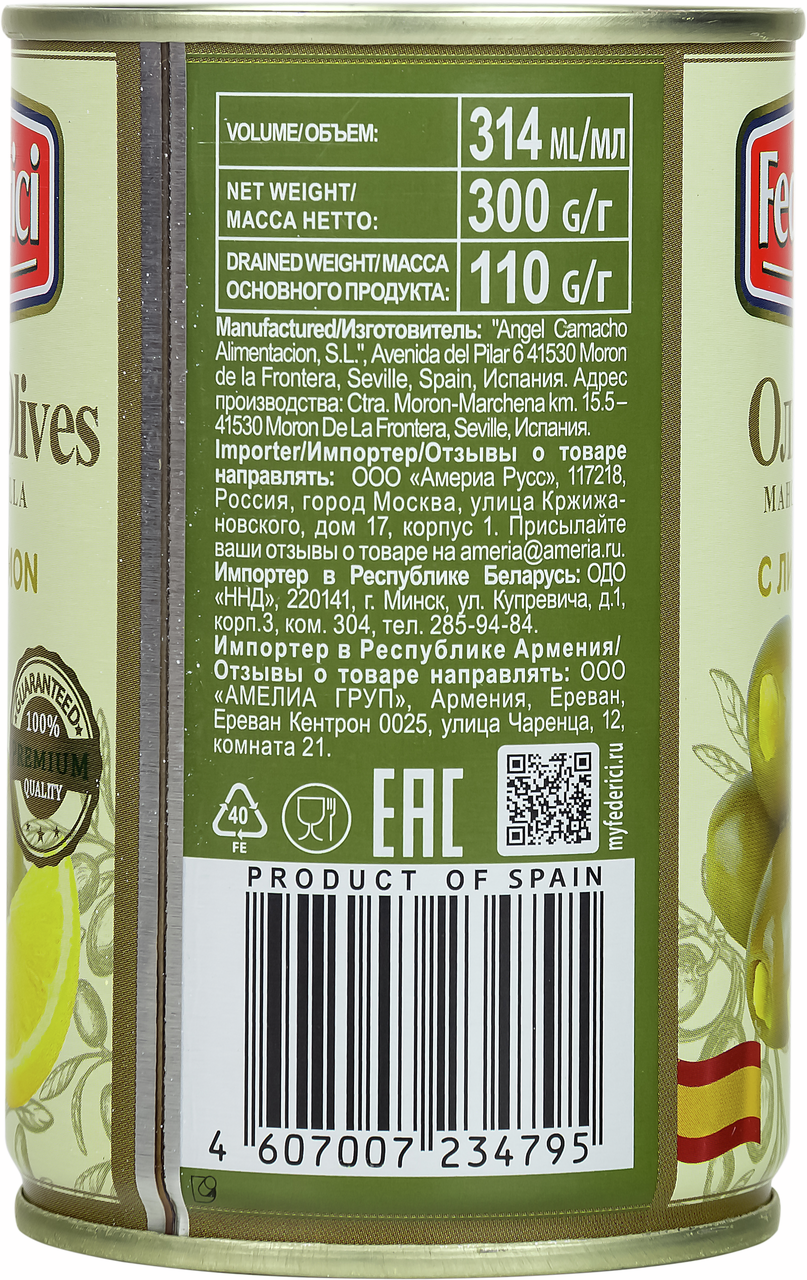 VOLUME/ОБЪЕМ: 314 ML/МЛ
NET WEIGHT/
МАССА НЕТТО: 300 G/Г
DRAINED WEIGHT/МАССА
ОСНОВНОГО ПРОДУКТА: 110 G/Г
Manufactured/Изготовитель: "Angel Camacho
Alimentacion, S.L.", Avenida del Pilar 6 41530 Moron
de la Frontera, Seville, Spain, Испания. Адрес
производства: Ctra. Moron-Marchena km. 15.5–
41530 Moron De La Frontera, Seville, Испания.
Importer/Импортер/Отзывы о товаре
направлять: ООО «Америа Русс», 117218,
Россия, город Москва, улица Кржижа-
новского, дом 17, корпус 1. Присылайте
ваши отзывы о товаре на ameria@ameria.ru.
Импортер в Республике Беларусь: ОДО
«ННД», 220141, г. Минск, ул. Купревича, д.1,
корп.3, ком. 304, тел. 285-94-84.
Импортер в Республике Армения/
Отзывы о товаре направлять: ООО
«АМЕЛИА ГРУП», Армения, Ереван,
Ереван Кентрон 0025, улица Чаренца, 12,
комната 21.
40
FE
EAC
myfederici.ru
PRODUCT OF SPAIN
4 607007 234795
GUARANTEED
100%
PREMIUM
QUALITY